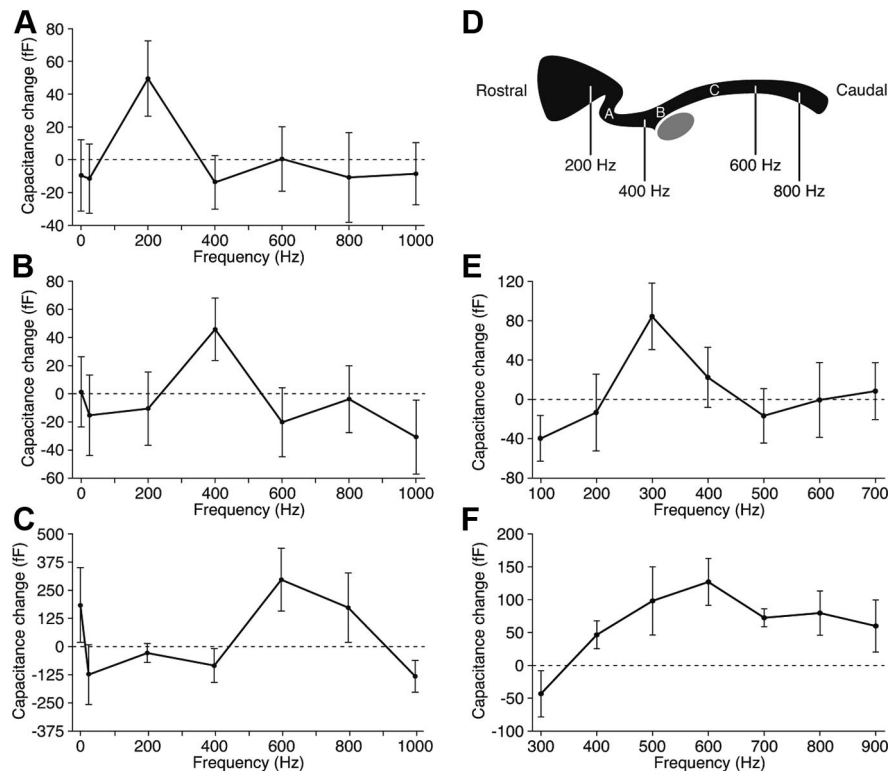 A
Capacitance change (fF)
80
60
40
20
0
-20
-40
0 200 400 600 800 1000
Frequency (Hz)
B
Capacitance change (fF)
80
60
40
20
0
-20
-40
-60
0 200 400 600 800 1000
Frequency (Hz)
C
Capacitance change (fF)
500
375
250
125
0
-125
-250
-375
0 200 400 600 800 1000
Frequency (Hz)
D
Rostral
A
B
C
Caudal
200 Hz
600 Hz
400 Hz
800 Hz
E
Capacitance change (fF)
120
80
40
0
-40
-80
100 200 300 400 500 600 700
Frequency (Hz)
F
Capacitance change (fF)
200
150
100
50
0
-50
-100
300 400 500 600 700 800 900
Frequency (Hz)